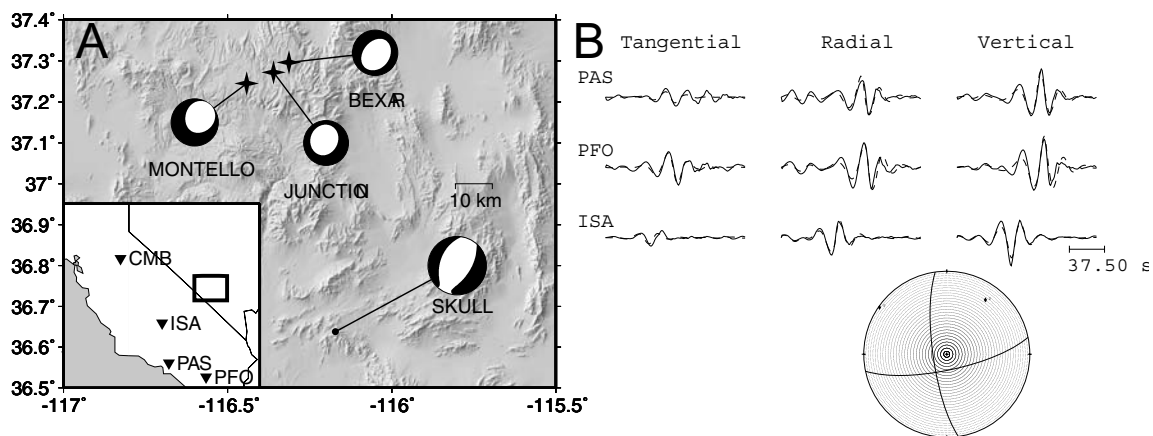 A
37.4°
37.3°
37.2°
37.1°
37°
36.9°
36.8°
36.7°
36.6°
36.5°
-117°
-116.5°
-116°
-115.5°
BEXAR
MONTELLO
JUNCTION
10 km
SKULL
CMB
ISA
PAS
PFO
B
Tangential Radial Vertical
PAS
PFO
ISA
37.50 s